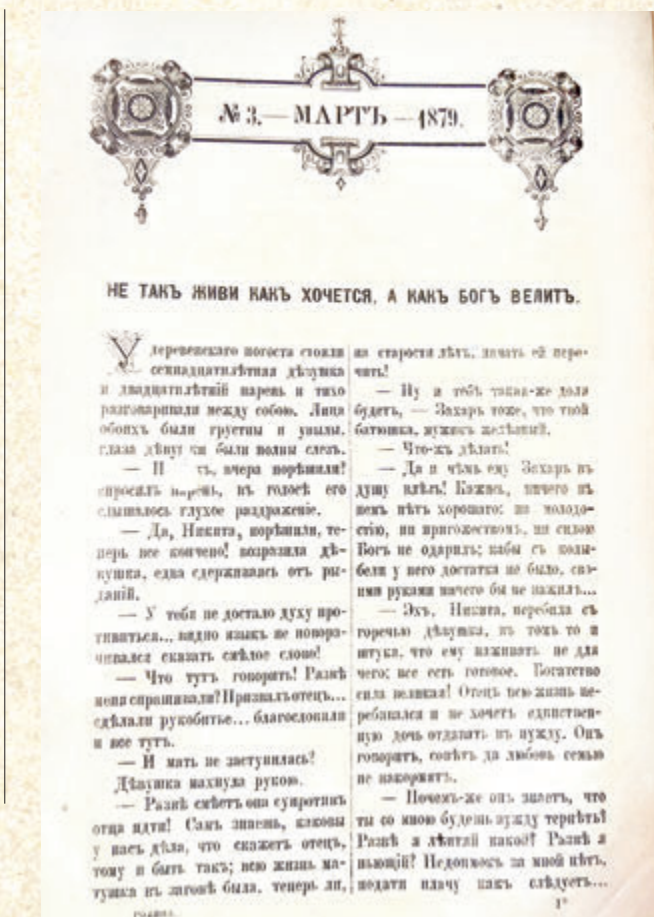 № 3. — МАРТЪ — 1879.
НЕ ТАКЪ ЖИВИ КАКЪ ХОЧЕТСЯ, А КАКЪ БОГЪ ВЕЛИТЪ.
У деревенскаго погоста стояли
семнадцатилѣтняя дѣвушка
и двадцатилѣтній парень и тихо
разговаривали между собою. Лица
обоихъ были грустны и унылы,
глаза были полны слезъ.
— вчера порѣшили?
спросилъ парень, въ голосѣ его
слышалось глухое раздраженіе.
— Да, Никита, порѣшили, те-
перь все кончено! возразила дѣ-
вушка, едва сдерживаясь отъ ры-
даній.
— У тебя не достало духу про-
тивиться... видно языкъ не повора-
чивался сказать смѣлое слово!
— Что тутъ говорить! Развѣ
меня спрашивали? Призвалъ отецъ...
сдѣлали рукобитье... благословили
и все тутъ.
— И мать не заступилась?
Дѣвушка махнула рукою.
— Развѣ смѣетъ она супротивъ
отца идти! Самъ знаешь, каковы
у насъ дѣла, что скажетъ отецъ,
тому и быть такъ; всю жизнь ма-
тушка въ загонѣ была, теперь ли,
на старости лѣтъ, начать ей пере-
чить!
— Ну и тебѣ такая-же доля
будетъ, — Захаръ тоже, что твой
батюшка, мужикъ желѣзный.
— Что-жъ дѣлать!
— Да и чѣмъ ему Захаръ въ
душу влѣзъ! Кажись, ничего въ
немъ нѣтъ хорошаго: ни молодо-
стію, ни пригожествомъ, ни силою
Богъ не одарилъ; кабы съ колы-
бели у него достатка не было, сво-
ими руками ничего бы не нажилъ...
— Эхъ, Никита, перебила съ
горечью дѣвушка, въ томъ то и
штука, что ему наживать не для
чего; все есть готовое. Богатство
сила великая! Отецъ всю жизнь пе-
ребивался и не хочетъ единствен-
ную дочь отдавать въ нужду. Онъ
говоритъ, совѣтъ да любовь семью
не накормятъ.
— Почемъ-же онъ знаетъ, что
ты со мною будешь нужду терпѣть?
Развѣ я лѣнтяй какой? Развѣ я
пьющій? Недоимокъ за мной нѣтъ,
подати плачу какъ слѣдуетъ...
1*